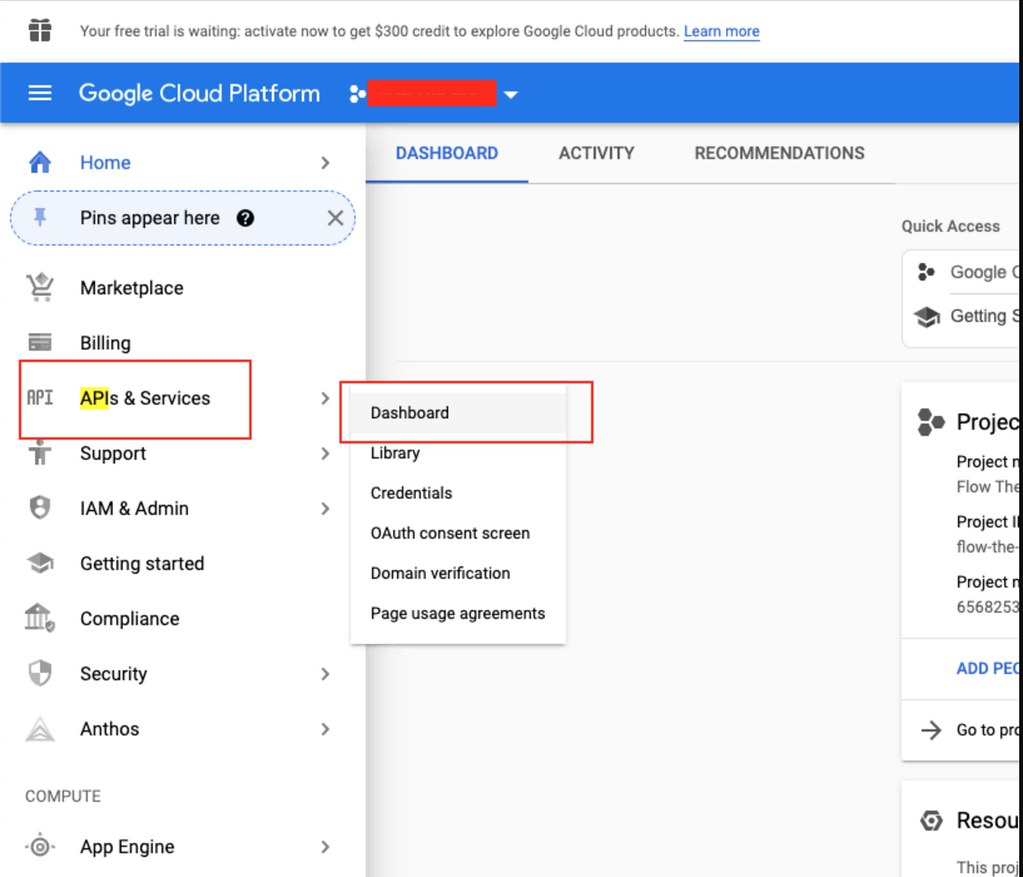 Your free trial is waiting: activate now to get $300 credit to explore Google Cloud products. Learn more
Google Cloud Platform
Home
Pins appear here
Marketplace
Billing
API APIs & Services
Support
IAM & Admin
Getting started
Compliance
Security
Anthos
COMPUTE
App Engine
Dashboard
Library
Credentials
OAuth consent screen
Domain verification
Page usage agreements
DASHBOARD ACTIVITY RECOMMENDATIONS
Quick Access
Google C
Getting S
Projec
Project n
Flow The
Project I
flow-the-
Project n
6568253
ADD PEO
Go to pro
Resou
This proj